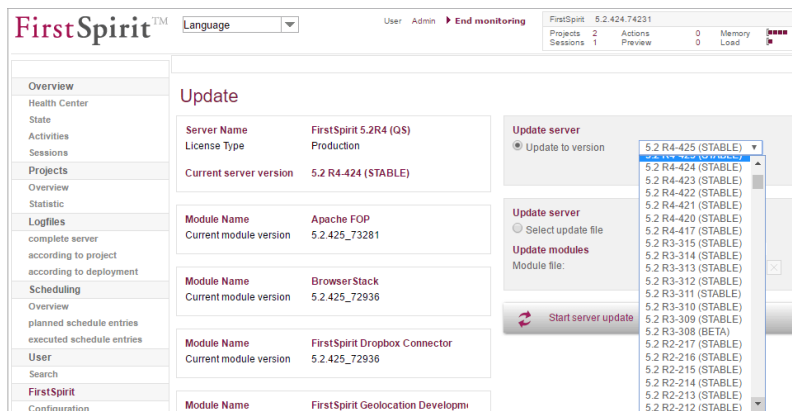 FirstSpirit™
Language
User Admin End monitoring
FirstSpirit 5.2.424.74231
Projects 2 Actions 0 Memory
Sessions 1 Preview 0 Load
Overview
Health Center
State
Activities
Sessions
Projects
Overview
Statistic
Logfiles
complete server
according to project
according to deployment
Scheduling
Overview
planned schedule entries
executed schedule entries
User
Search
FirstSpirit
Configuration
Update
Server Name FirstSpirit 5.2R4 (QS)
License Type Production
Current server version 5.2 R4-424 (STABLE)
Module Name Apache FOP
Current module version 5.2.425_73281
Module Name BrowserStack
Current module version 5.2.425_72936
Module Name FirstSpirit Dropbox Connector
Current module version 5.2.425_72936
Module Name FirstSpirit Geolocation Developm
Update server
Update to version 5.2 R4-425 (STABLE)
Update server
Select update file
Update modules
Module file:
Start server update
5.2 R4-425 (STABLE)
5.2 R4-424 (STABLE)
5.2 R4-423 (STABLE)
5.2 R4-422 (STABLE)
5.2 R4-421 (STABLE)
5.2 R4-420 (STABLE)
5.2 R4-417 (STABLE)
5.2 R3-315 (STABLE)
5.2 R3-314 (STABLE)
5.2 R3-313 (STABLE)
5.2 R3-312 (STABLE)
5.2 R3-311 (STABLE)
5.2 R3-310 (STABLE)
5.2 R3-309 (STABLE)
5.2 R3-308 (BETA)
5.2 R2-217 (STABLE)
5.2 R2-216 (STABLE)
5.2 R2-215 (STABLE)
5.2 R2-214 (STABLE)
5.2 R2-213 (STABLE)
5.2 R2-212 (STABLE)